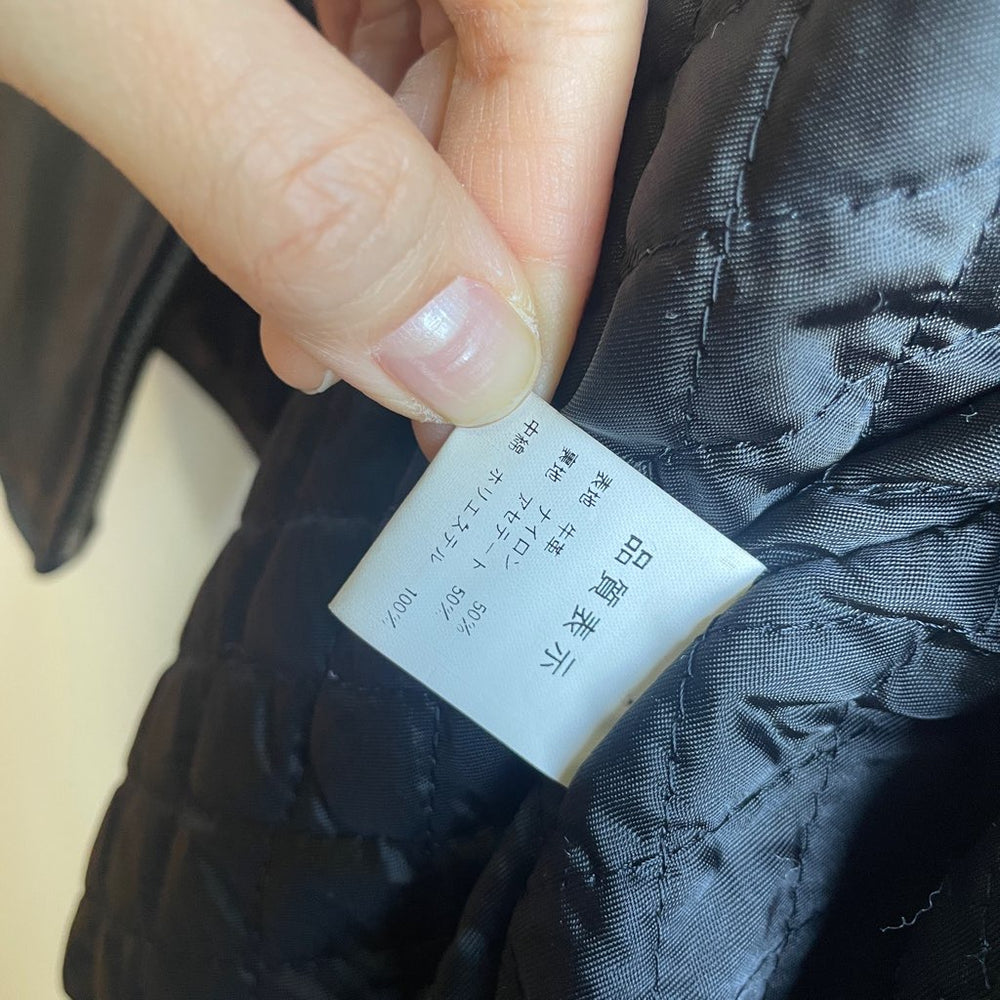 品質表示
表地 牛革
裏地 ナイロン 50%
アセテート 50%
中綿 ポリエステル 100%